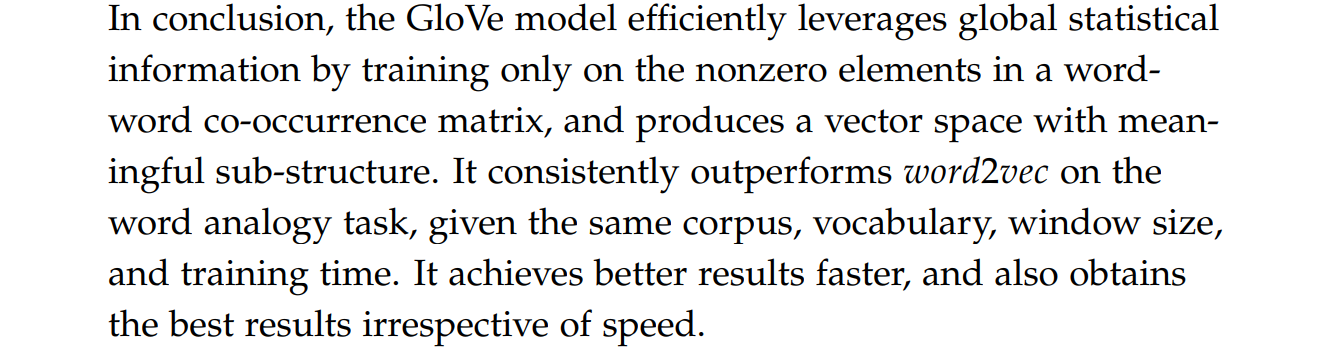 In conclusion, the GloVe model efficiently leverages global statistical
information by training only on the nonzero elements in a word-
word co-occurrence matrix, and produces a vector space with mean-
ingful sub-structure. It consistently outperforms word2vec on the
word analogy task, given the same corpus, vocabulary, window size,
and training time. It achieves better results faster, and also obtains
the best results irrespective of speed.